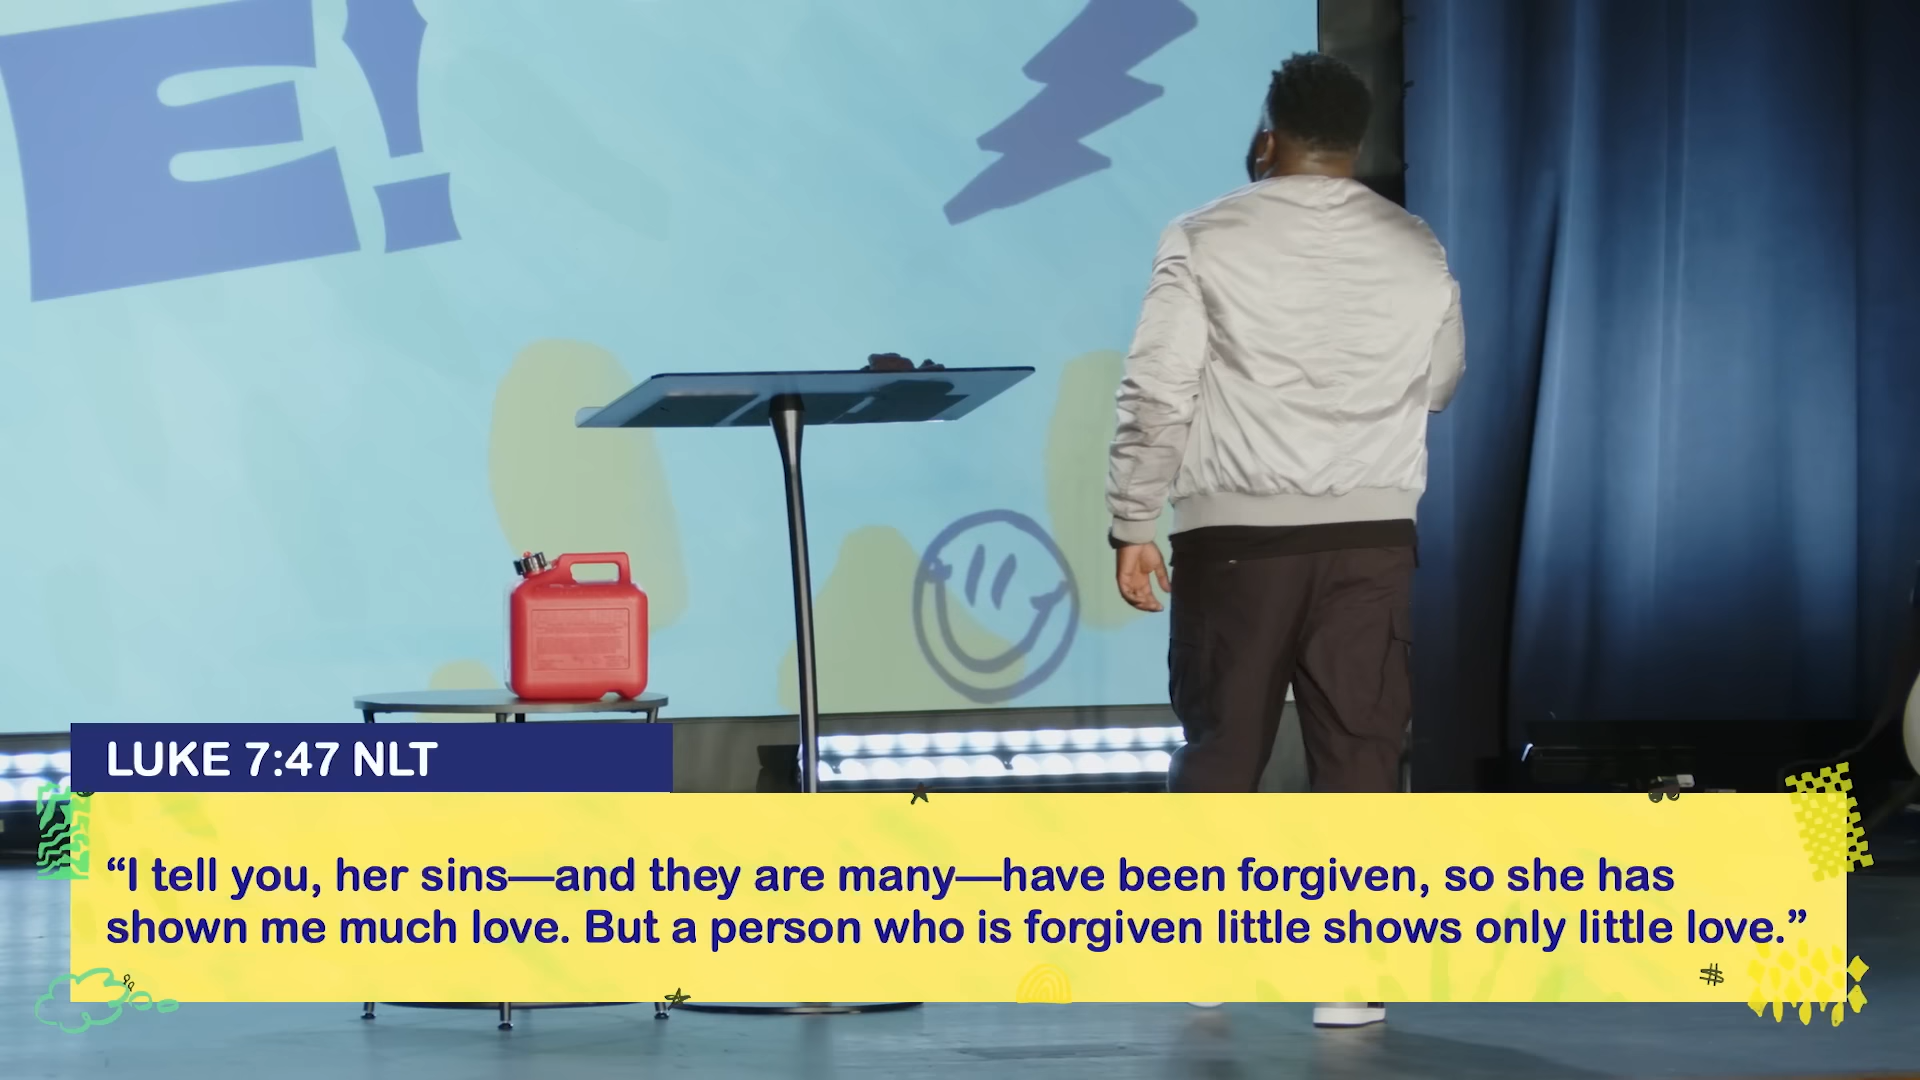 E!
LUKE 7:47 NLT
“I tell you, her sins—and they are many—have been forgiven, so she has
shown me much love. But a person who is forgiven little shows only little love.”